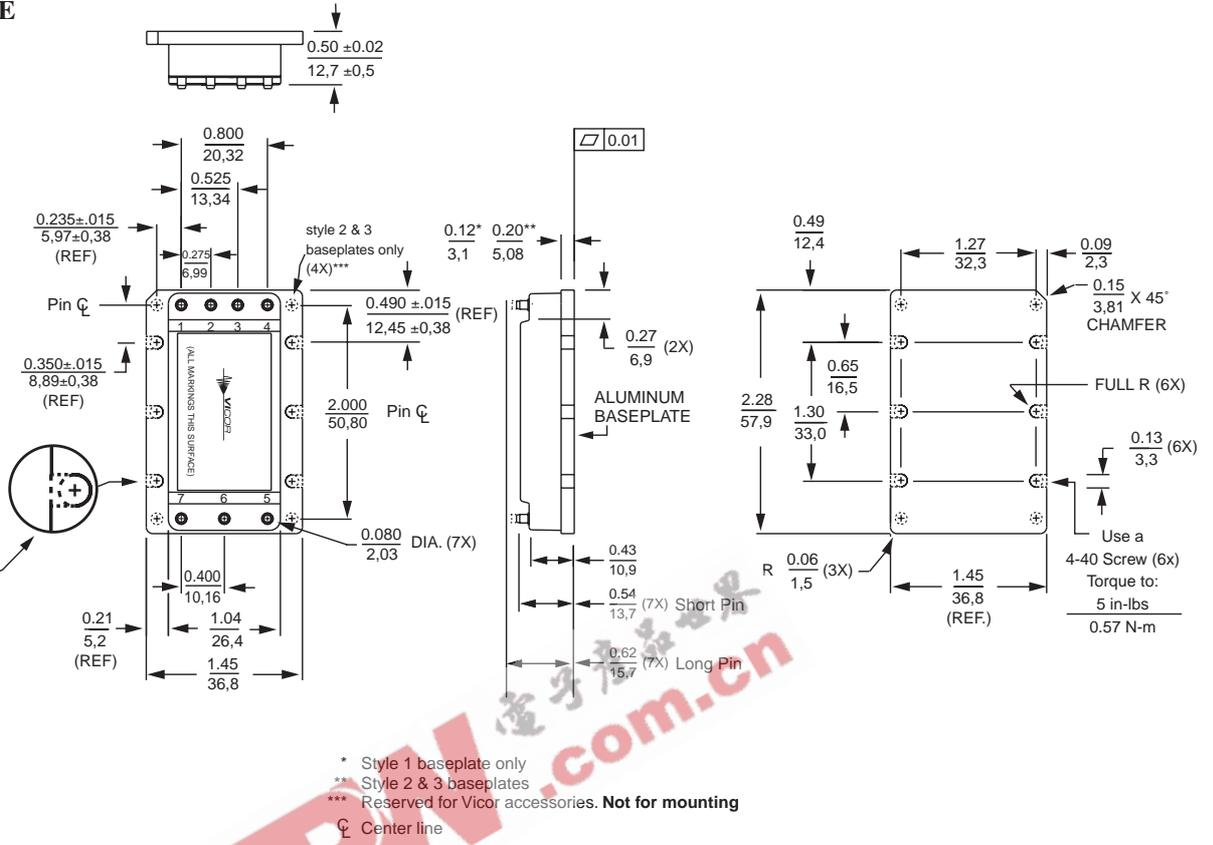 E
0.50 ±0.02
12,7 ±0,5
0.800
20,32
0.525
13,34
0.235±.015
5,97±0,38
(REF)
0.275
6,99
style 2 & 3
baseplates only
(4X)***
Pin ℄
0.490 ±.015
12,45 ±0,38
(REF)
1 2 3 4
0.350±.015
8,89±0,38
(REF)
(ALL MARKINGS THIS SURFACE)
VICOR
2.000
50,80
Pin ℄
7 6 5
0.080
2,03
DIA. (7X)
0.400
10,16
0.21
5,2
(REF)
1.04
26,4
1.45
36,8
0.01
0.12* 0.20**
3,1 5,08
0.27
6,9
(2X)
ALUMINUM
BASEPLATE
0.43
10,9
0.54
13,7
(7X) Short Pin
0.62
15,7
(7X) Long Pin
0.49
12,4
1.27
32,3
0.09
2,3
0.15
3,81
X 45°
CHAMFER
0.65
16,5
FULL R (6X)
2.28
57,9
1.30
33,0
0.13
3,3
(6X)
R 0.06
1,5
(3X)
1.45
36,8
(REF.)
Use a
4-40 Screw (6x)
Torque to:
5 in-lbs
0.57 N-m
* Style 1 baseplate only
** Style 2 & 3 baseplates
*** Reserved for Vicor accessories. Not for mounting
℄ Center line
電子產品世界
.com.cn